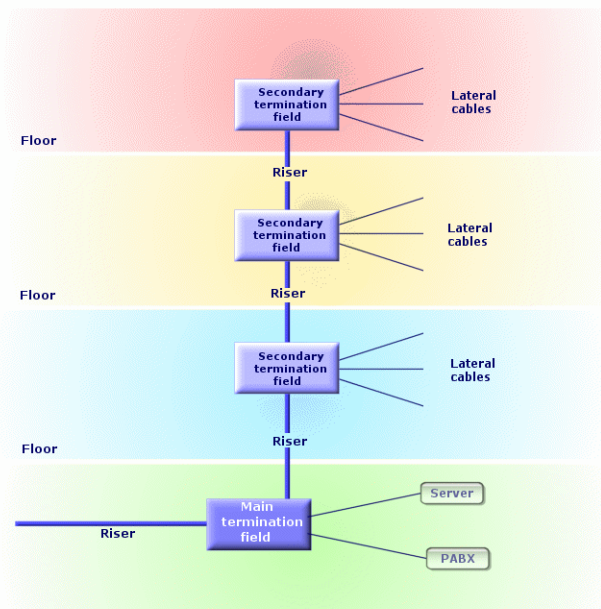 Secondary
termination
field
Lateral
cables
Floor
Riser
Secondary
termination
field
Lateral
cables
Floor
Riser
Secondary
termination
field
Lateral
cables
Floor
Riser
Main
termination
field
Server
Riser
PABX